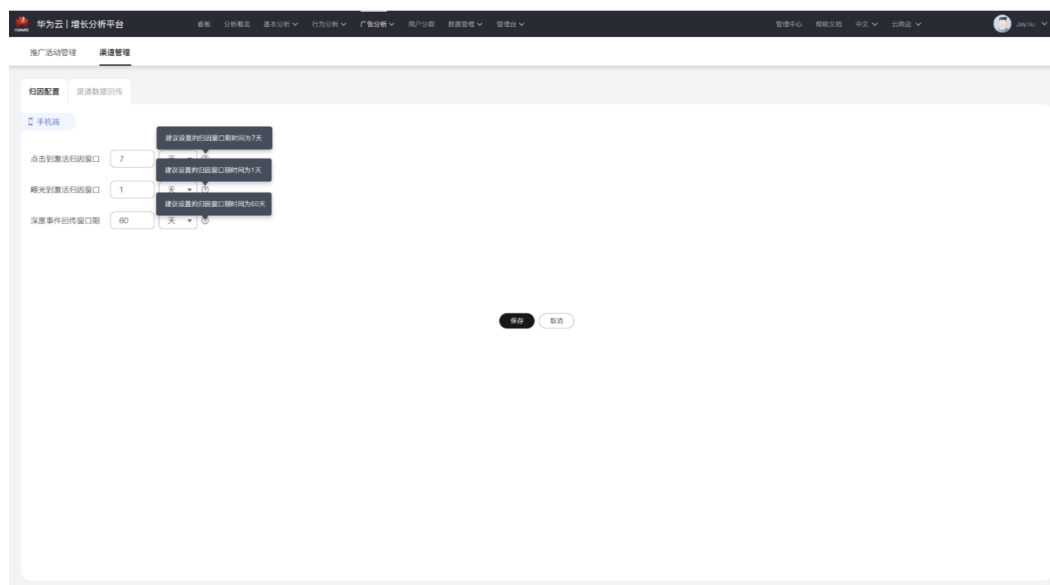 华为云 | 增长分析平台 看板 分析概览 基本分析 行为分析 广告分析 用户分群 数据管理 管理台 管理中心 帮助文档 中文 云商店 Jay liu
推广活动管理 渠道管理
归因配置 渠道数据回传
手机端
建议设置的归因窗口期时间为7天
点击到激活归因窗口 7
建议设置的归因窗口期时间为1天
曝光到激活归因窗口 1 天
建议设置的归因窗口期时间为60天
深度事件回传窗口期 60 天
保存 取消